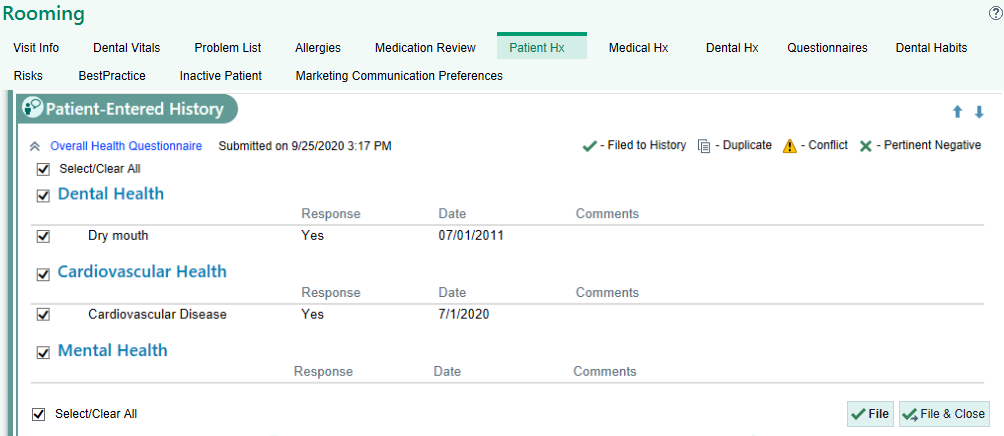 Rooming
Visit Info Dental Vitals Problem List Allergies Medication Review Patient Hx Medical Hx Dental Hx Questionnaires Dental Habits
Risks BestPractice Inactive Patient Marketing Communication Preferences
Patient-Entered History
Overall Health Questionnaire Submitted on 9/25/2020 3:17 PM - Filed to History - Duplicate - Conflict - Pertinent Negative
Select/Clear All
Dental Health
Response Date Comments
Dry mouth Yes 07/01/2011
Cardiovascular Health
Response Date Comments
Cardiovascular Disease Yes 7/1/2020
Mental Health
Response Date Comments
Select/Clear All File File & Close